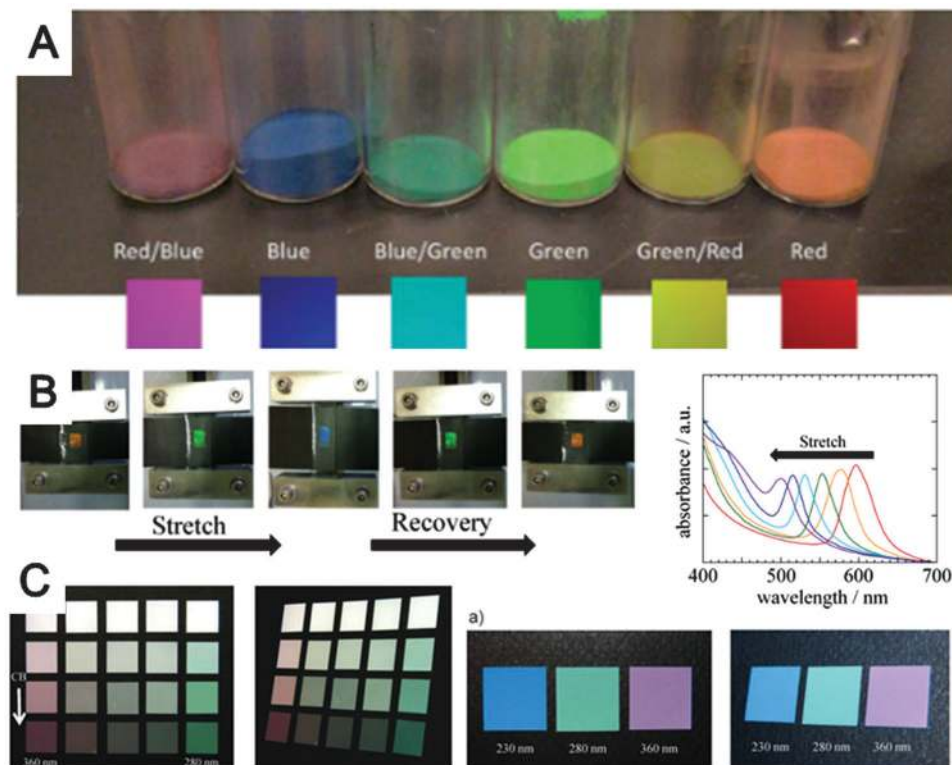 A
Red/Blue Blue Blue/Green Green Green/Red Red
B
Stretch Recovery
absorbance / a.u.
Stretch
400 500 600 700
wavelength / nm
C
a)
CB
360 nm 280 nm
230 nm 280 nm 360 nm
230 nm 280 nm 360 nm